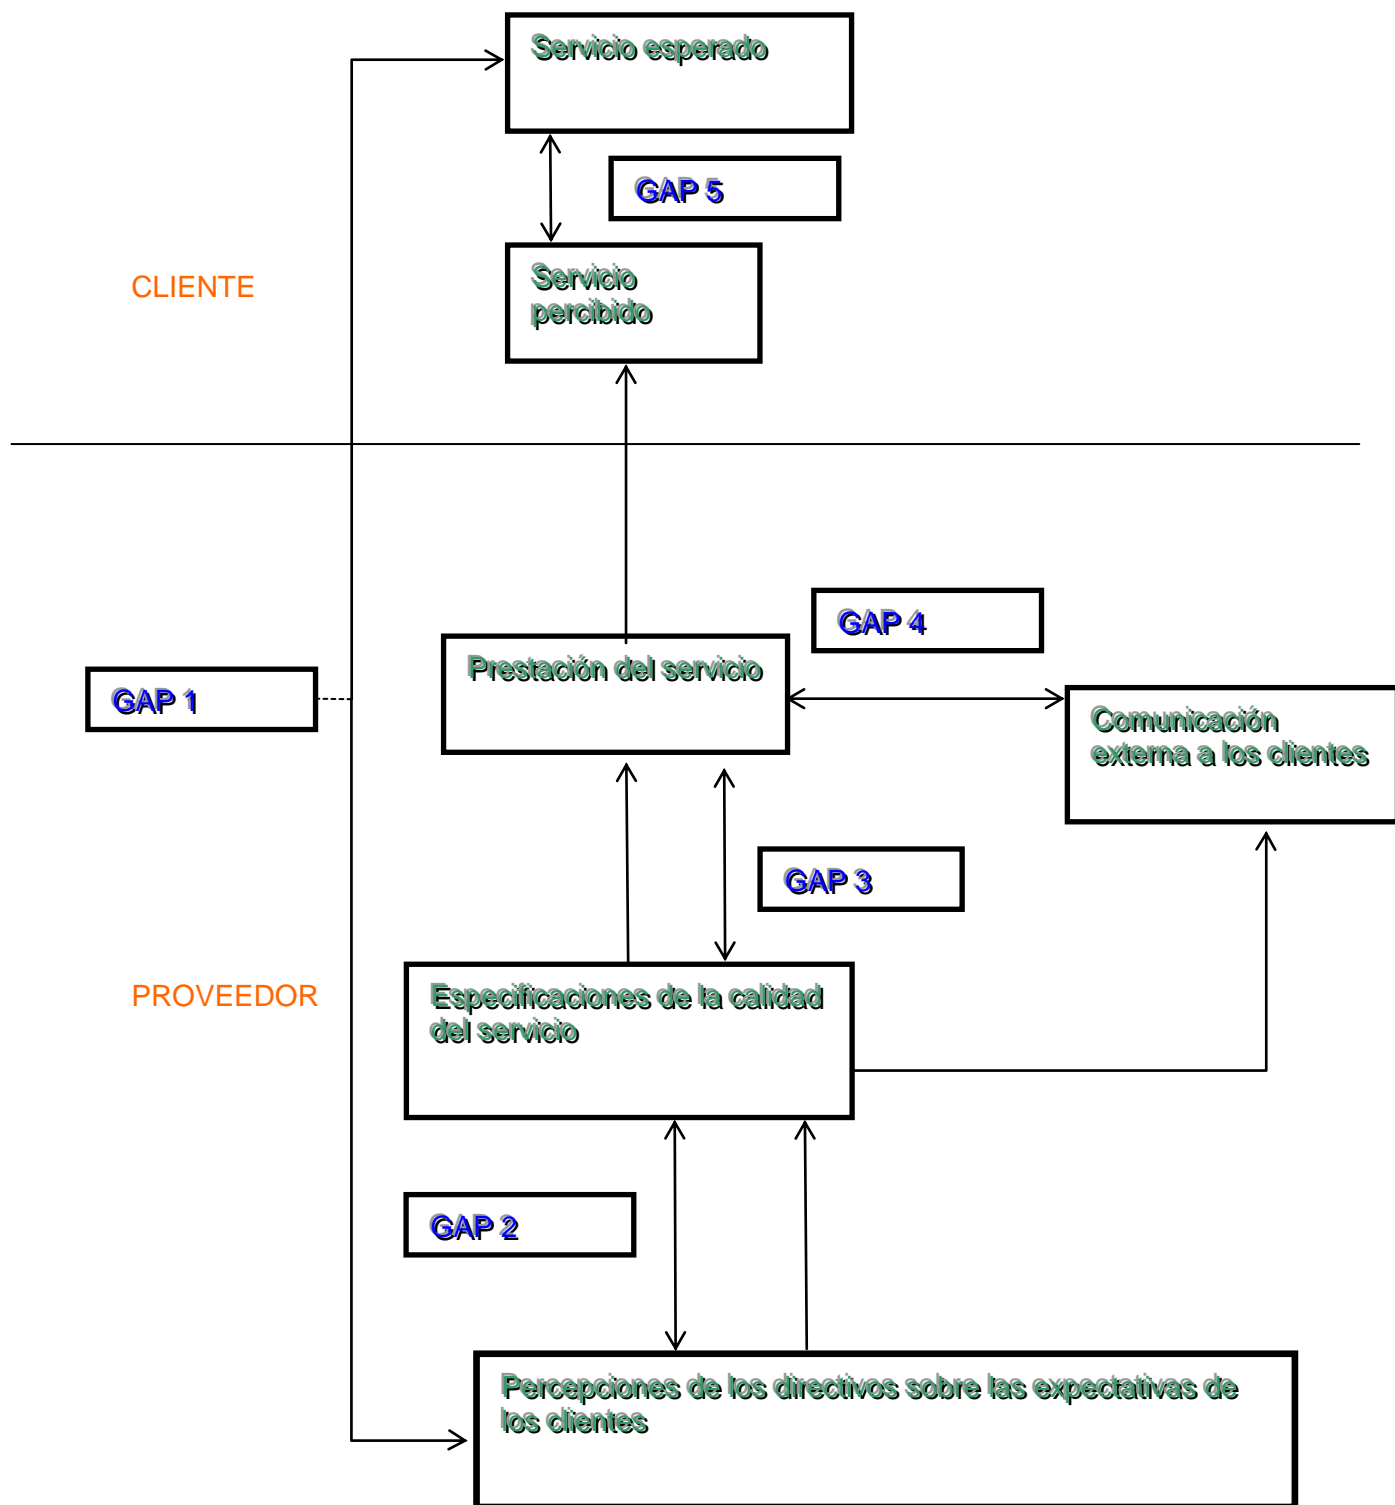 Servicio esperado
GAP 5
CLIENTE
Servicio
percibido
GAP 4
Prestación del servicio
GAP 1
Comunicación
externa a los clientes
GAP 3
PROVEEDOR
Especificaciones de la calidad
del servicio
GAP 2
Percepciones de los directivos sobre las expectativas de
los clientes